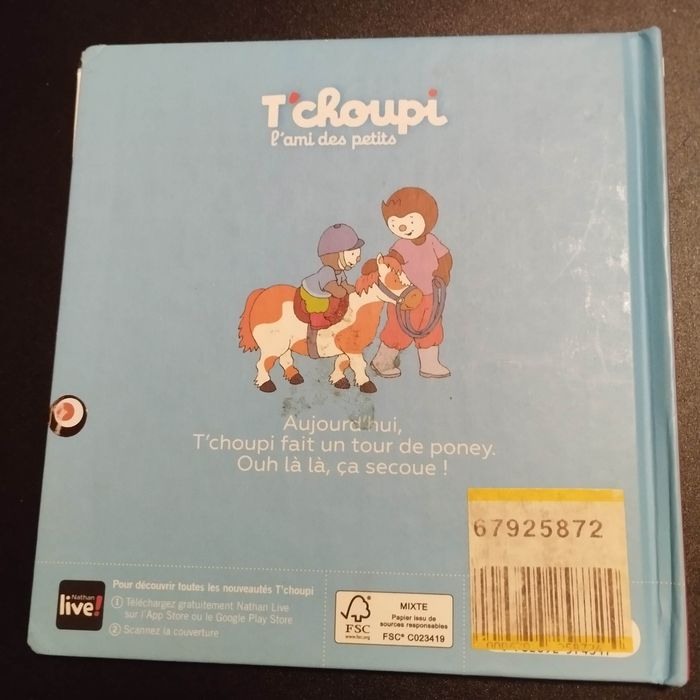 T'choupi
l'ami des petits
Aujourd'hui,
T'choupi fait un tour de poney.
Ouh là là, ça secoue !
67925872
Nathan
live!
Pour découvrir toutes les nouveautés T'choupi
① Téléchargez gratuitement Nathan Live
sur l'App Store ou le Google Play Store
② Scannez la couverture
FSC
www.fsc.org
MIXTE
Papier issu de
sources responsables
FSC® C023419